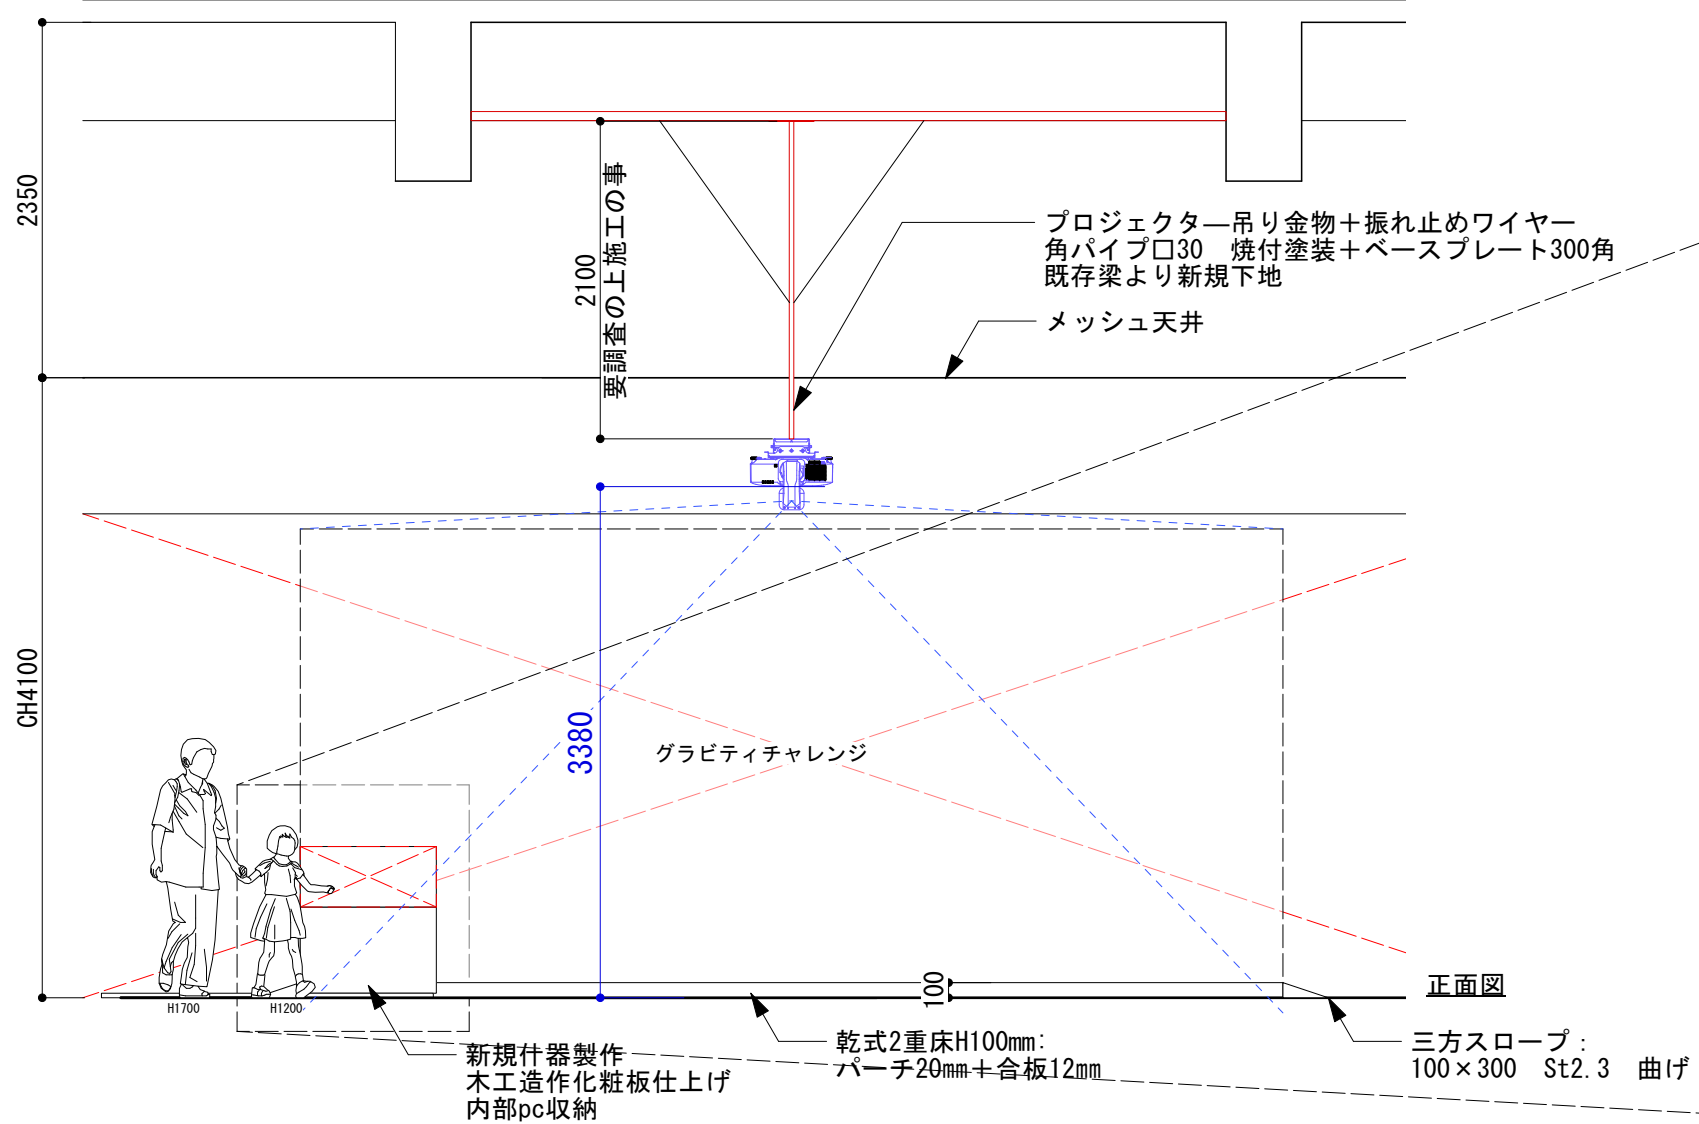 2350
2100
要調査の上施工の事
プロジェクタ―吊り金物＋振れ止めワイヤー
角パイプ口30　焼付塗装＋ベースプレート300角
既存梁より新規下地
メッシュ天井
CH4100
3380
グラビティチャレンジ
100
正面図
H1700
H1200
新規什器製作
木工造作化粧板仕上げ
内部pc収納
乾式2重床H100mm:
パーチ20mm＋合板12mm
三方スロープ：
100×300　St2.3　曲げ